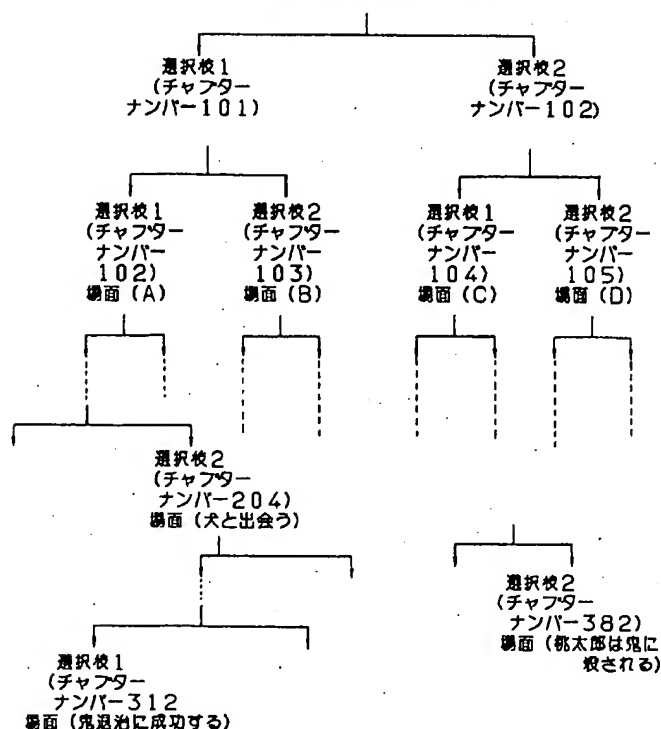 選択枝1
(チャプター
ナンバー101)
選択枝2
(チャプター
ナンバー102)
選択枝1
(チャプター
ナンバー
102)
場面(A)
選択枝2
(チャプター
ナンバー
103)
場面(B)
選択枝1
(チャプター
ナンバー
104)
場面(C)
選択枝2
(チャプター
ナンバー
105)
場面(D)
選択枝2
(チャプター
ナンバー204)
場面(犬と出会う)
選択枝2
(チャプター
ナンバー382)
場面(桃太郎は鬼に
殺される)
選択枝1
(チャプター
ナンバー312
場面(鬼退治に成功する)